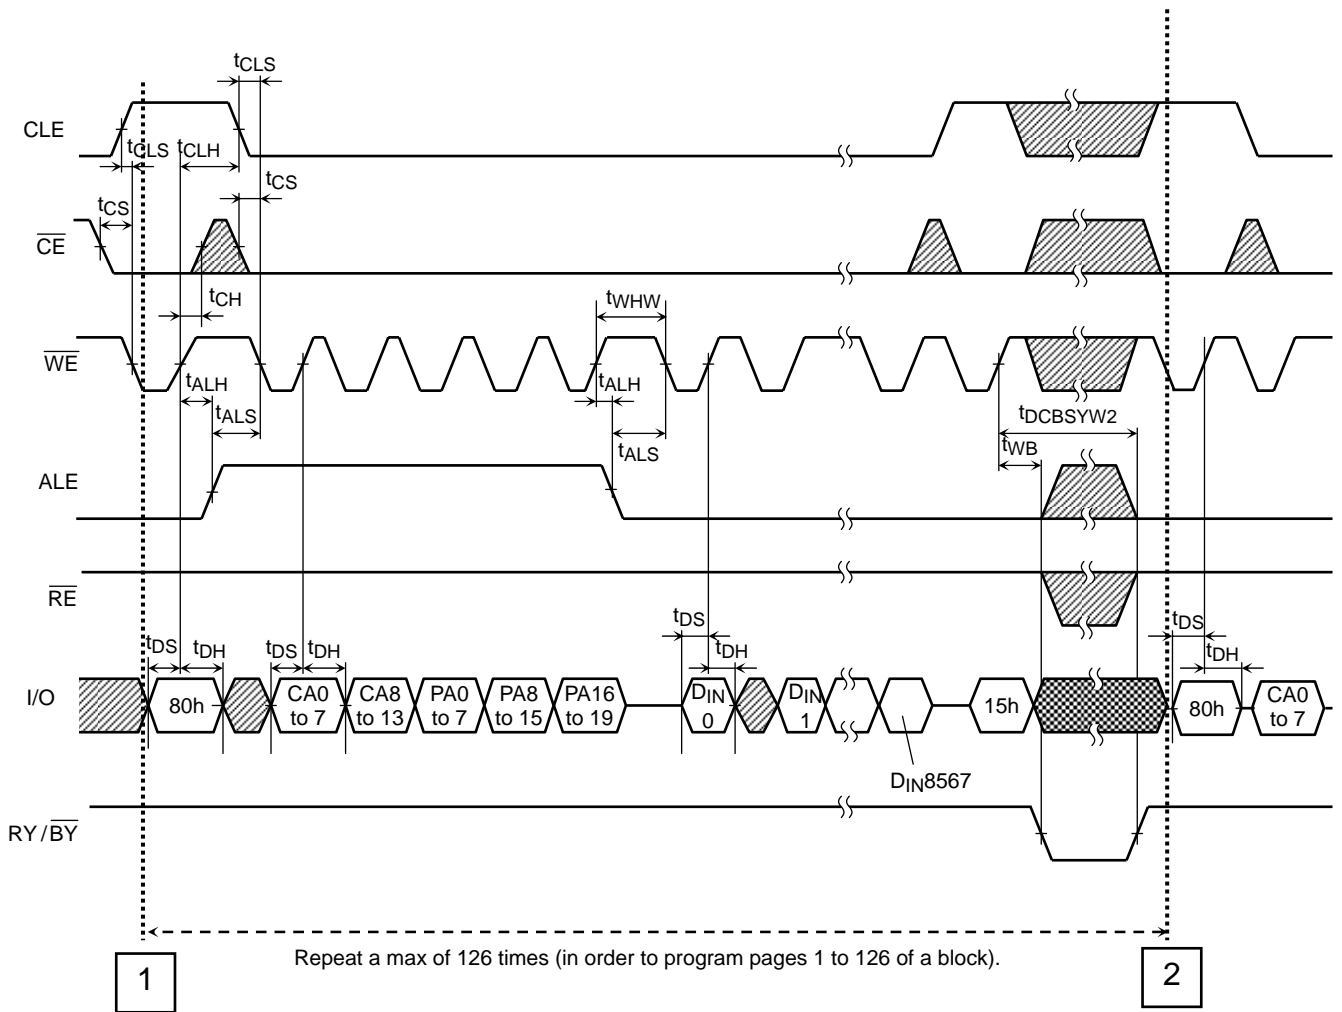 tCLS
CLE
tCLS
tCLH
tCS
tCS
CE
tCH
tWHW
WE
tALH
tALH
tALS
tDCBSYW2
tALS
tWB
ALE
RE
tDS
tDH
tDS
tDH
tDS
tDH
tDS
tDH
I/O
80h
CA0
to 7
CA8
to 13
PA0
to 7
PA8
to 15
PA16
to 19
DIN
0
DIN
1
15h
80h
CA0
to 7
DIN8567
RY/BY
Repeat a max of 126 times (in order to program pages 1 to 126 of a block).
1
2